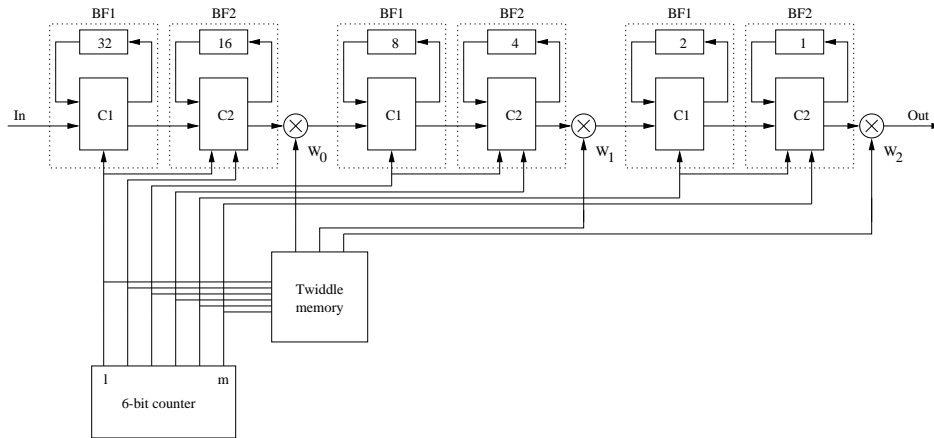 BF1 BF2 BF1 BF2 BF1 BF2
32 16 8 4 2 1
In C1 C2 C1 C2 C1 C2 Out
W0 W1 W2
Twiddle
memory
l m
6-bit counter